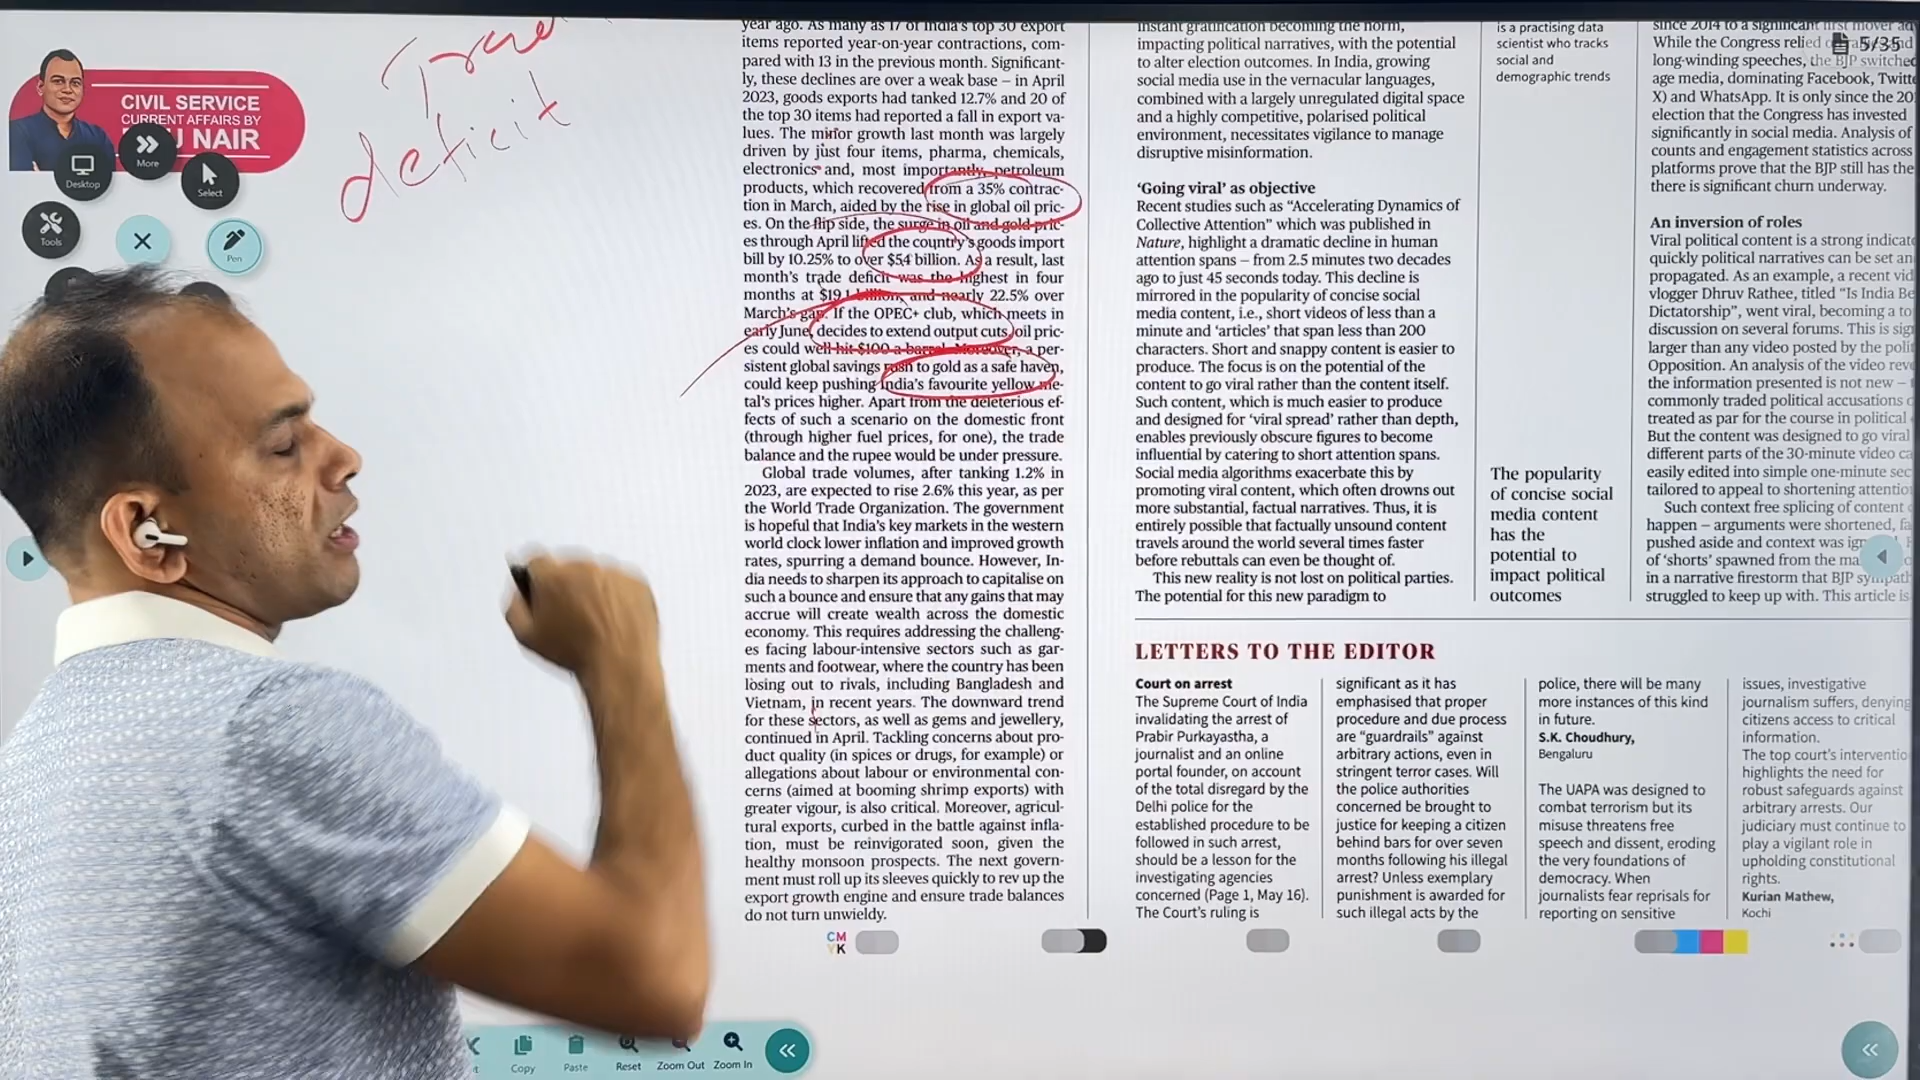 CIVIL SERVICE
CURRENT AFFAIRS BY
NAIR
Desktop
More
Select
Tools
Pen
deficit
year ago. As many as 17 of India's top 30 export
items reported year-on-year contractions, com-
pared with 13 in the previous month. Significant-
ly, these declines are over a weak base – in April
2023, goods exports had tanked 12.7% and 20 of
the top 30 items had reported a fall in export va-
lues. The minor growth last month was largely
driven by just four items, pharma, chemicals,
electronics and, most importantly, petroleum
products, which recovered from a 35% contrac-
tion in March, aided by the rise in global oil pric-
es. On the flip side, the surge in oil and gold pric-
es through April lifted the country's goods import
bill by 10.25% to over $54 billion. As a result, last
month's trade deficit was the highest in four
months at $19.1 billion, and nearly 22.5% over
March's gap. If the OPEC+ club, which meets in
early June, decides to extend output cuts, oil pric-
es could well hit $100 a barrel. Moreover, a per-
sistent global savings rush to gold as a safe haven,
could keep pushing India's favourite yellow me-
tal's prices higher. Apart from the deleterious ef-
fects of such a scenario on the domestic front
(through higher fuel prices, for one), the trade
balance and the rupee would be under pressure.
Global trade volumes, after tanking 1.2% in
2023, are expected to rise 2.6% this year, as per
the World Trade Organization. The government
is hopeful that India's key markets in the western
world clock lower inflation and improved growth
rates, spurring a demand bounce. However, In-
dia needs to sharpen its approach to capitalise on
such a bounce and ensure that any gains that may
accrue will create wealth across the domestic
economy. This requires addressing the challeng-
es facing labour-intensive sectors such as gar-
ments and footwear, where the country has been
losing out to rivals, including Bangladesh and
Vietnam, in recent years. The downward trend
for these sectors, as well as gems and jewellery,
continued in April. Tackling concerns about pro-
duct quality (in spices or drugs, for example) or
allegations about labour or environmental con-
cerns (aimed at booming shrimp exports) with
greater vigour, is also critical. Moreover, agricul-
tural exports, curbed in the battle against infla-
tion, must be reinvigorated soon, given the
healthy monsoon prospects. The next govern-
ment must roll up its sleeves quickly to rev up the
export growth engine and ensure trade balances
do not turn unwieldy.
instant gratification becoming the norm,
impacting political narratives, with the potential
to alter election outcomes. In India, growing
social media use in the vernacular languages,
combined with a largely unregulated digital space
and a highly competitive, polarised political
environment, necessitates vigilance to manage
disruptive misinformation.
'Going viral' as objective
Recent studies such as "Accelerating Dynamics of
Collective Attention" which was published in
Nature, highlight a dramatic decline in human
attention spans – from 2.5 minutes two decades
ago to just 45 seconds today. This decline is
mirrored in the popularity of concise social
media content, i.e., short videos of less than a
minute and 'articles' that span less than 200
characters. Short and snappy content is easier to
produce. The focus is on the potential of the
content to go viral rather than the content itself.
Such content, which is much easier to produce
and designed for 'viral spread' rather than depth,
enables previously obscure figures to become
influential by catering to short attention spans.
Social media algorithms exacerbate this by
promoting viral content, which often drowns out
more substantial, factual narratives. Thus, it is
entirely possible that factually unsound content
travels around the world several times faster
before rebuttals can even be thought of.
This new reality is not lost on political parties.
The potential for this new paradigm to
is a practising data
scientist who tracks
social and
demographic trends
The popularity
of concise social
media content
has the
potential to
impact political
outcomes
5/35
since 2014 to a significant first mover
While the Congress relied
long-winding speeches, the BJP switched
age media, dominating Facebook,
X) and WhatsApp. It is only since the
election that the Congress has invested
significantly in social media. Analysis of
counts and engagement statistics across
platforms prove that the BJP still has the
there is significant churn underway.
An inversion of roles
Viral political content is a strong
quickly political narratives can be set
propagated. As an example, a recent
vlogger Dhruv Rathee, titled "Is India
Dictatorship", went viral, becoming a
discussion on several forums. This is
larger than any video posted by the
Opposition. An analysis of the video
the information presented is not new –
commonly traded political accusations
treated as par for the course in political
But the content was designed to go viral
different parts of the 30-minute video
easily edited into simple one-minute
tailored to appeal to shortening
Such context free splicing of content
happen – arguments were shortened,
pushed aside and context was
of 'shorts' spawned from the
in a narrative firestorm that BJP
struggled to keep up with. This article is
LETTERS TO THE EDITOR
Court on arrest
The Supreme Court of India
invalidating the arrest of
Prabir Purkayastha, a
journalist and an online
portal founder, on account
of the total disregard by the
Delhi police for the
established procedure to be
followed in such arrest,
should be a lesson for the
investigating agencies
concerned (Page 1, May 16).
The Court's ruling is
significant as it has
emphasised that proper
procedure and due process
are "guardrails" against
arbitrary actions, even in
stringent terror cases. Will
the police authorities
concerned be brought to
justice for keeping a citizen
behind bars for over seven
months following his illegal
arrest? Unless exemplary
punishment is awarded for
such illegal acts by the
police, there will be many
more instances of this kind
in future.
S.K. Choudhury,
Bengaluru
The UAPA was designed to
combat terrorism but its
misuse threatens free
speech and dissent, eroding
the very foundations of
democracy. When
journalists fear reprisals for
reporting on sensitive
issues, investigative
journalism suffers, denying
citizens access to critical
information.
The top court's
highlights the need for
robust safeguards against
arbitrary arrests. Our
judiciary must continue to
play a vigilant role in
upholding constitutional
rights.
Kurian Mathew,
Kochi
CM
YK
Copy
Paste
Reset
Zoom Out
Zoom In